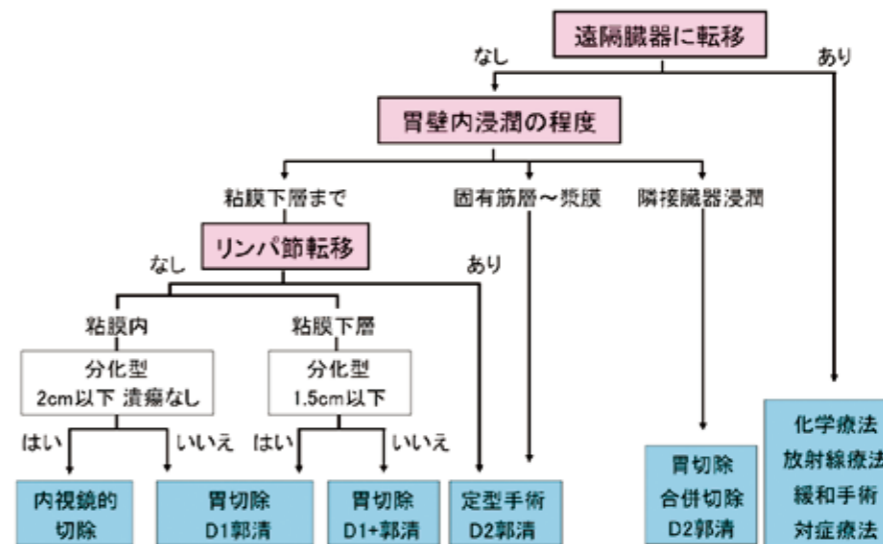 遠隔臓器に転移
なし
あり
胃壁内浸潤の程度
粘膜下層まで
固有筋層～漿膜
隣接臓器浸潤
リンパ節転移
なし
あり
粘膜内
粘膜下層
分化型
2cm以下 潰瘍なし
分化型
1.5cm以下
はい
いいえ
はい
いいえ
内視鏡的
切除
胃切除
D1郭清
胃切除
D1+郭清
定型手術
D2郭清
胃切除
合併切除
D2郭清
化学療法
放射線療法
緩和手術
対症療法